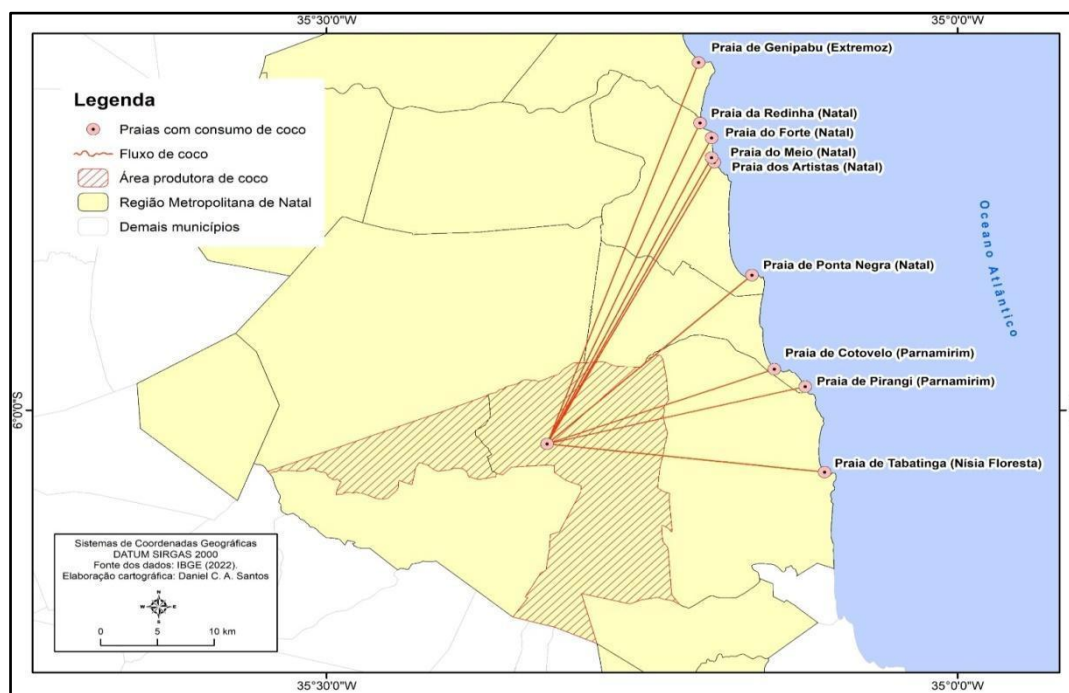 35°30'0"W
35°0'0"W
Praia de Genipabu (Extremoz)
Legenda
Praias com consumo de coco
Fluxo de coco
Área produtora de coco
Região Metropolitana de Natal
Demais municípios
Praia da Redinha (Natal)
Praia do Forte (Natal)
Praia do Meio (Natal)
Praia dos Artistas (Natal)
Oceano Atlântico
Praia de Ponta Negra (Natal)
Praia de Cotovelo (Parnamirim)
Praia de Pirangi (Parnamirim)
6°0'0"S
Praia de Tabatinga (Nísia Floresta)
Sistemas de Coordenadas Geográficas
DATUM SIRGAS 2000
Fonte dos dados: IBGE (2022).
Elaboração cartográfica: Daniel C. A. Santos
N
W E
S
0 5 10 km
35°30'0"W
35°0'0"W